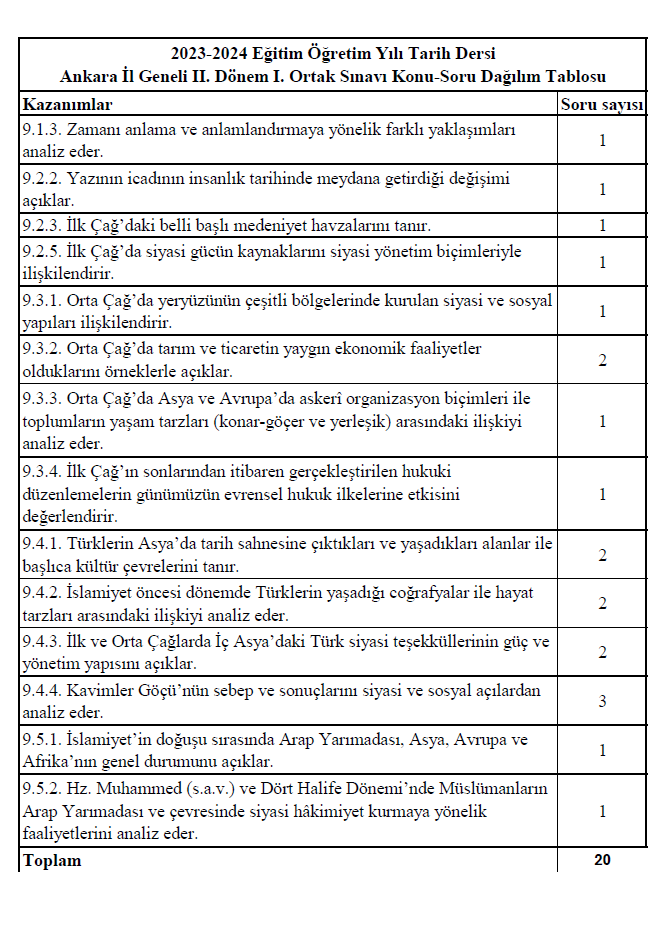 2023-2024 Eğitim Öğretim Yılı Tarih Dersi
Ankara İl Geneli II. Dönem I. Ortak Sınavı Konu-Soru Dağılım Tablosu
Kazanımlar Soru sayısı
9.1.3. Zamanı anlama ve anlamlandırmaya yönelik farklı yaklaşımları
analiz eder.
1
9.2.2. Yazının icadının insanlık tarihinde meydana getirdiği değişimi
açıklar.
1
9.2.3. İlk Çağ’daki belli başlı medeniyet havzalarını tanır. 1
9.2.5. İlk Çağ’da siyasi gücün kaynaklarını siyasi yönetim biçimleriyle
ilişkilendirir.
1
9.3.1. Orta Çağ’da yeryüzünün çeşitli bölgelerinde kurulan siyasi ve sosyal
yapıları ilişkilendirir.
1
9.3.2. Orta Çağ’da tarım ve ticaretin yaygın ekonomik faaliyetler
olduklarını örneklerle açıklar.
2
9.3.3. Orta Çağ’da Asya ve Avrupa’da askerî organizasyon biçimleri ile
toplumların yaşam tarzları (konar-göçer ve yerleşik) arasındaki ilişkiyi
analiz eder.
1
9.3.4. İlk Çağ’ın sonlarından itibaren gerçekleştirilen hukuki
düzenlemelerin günümüzün evrensel hukuk ilkelerine etkisini
değerlendirir.
1
9.4.1. Türklerin Asya’da tarih sahnesine çıktıkları ve yaşadıkları alanlar ile
başlıca kültür çevrelerini tanır.
2
9.4.2. İslamiyet öncesi dönemde Türklerin yaşadığı coğrafyalar ile hayat
tarzları arasındaki ilişkiyi analiz eder.
2
9.4.3. İlk ve Orta Çağlarda İç Asya’daki Türk siyasi teşekküllerinin güç ve
yönetim yapısını açıklar.
2
9.4.4. Kavimler Göçü’nün sebep ve sonuçlarını siyasi ve sosyal açılardan
analiz eder.
3
9.5.1. İslamiyet’in doğuşu sırasında Arap Yarımadası, Asya, Avrupa ve
Afrika’nın genel durumunu açıklar.
1
9.5.2. Hz. Muhammed (s.a.v.) ve Dört Halife Dönemi’nde Müslümanların
Arap Yarımadası ve çevresinde siyasi hâkimiyet kurmaya yönelik
faaliyetlerini analiz eder.
1
Toplam 20